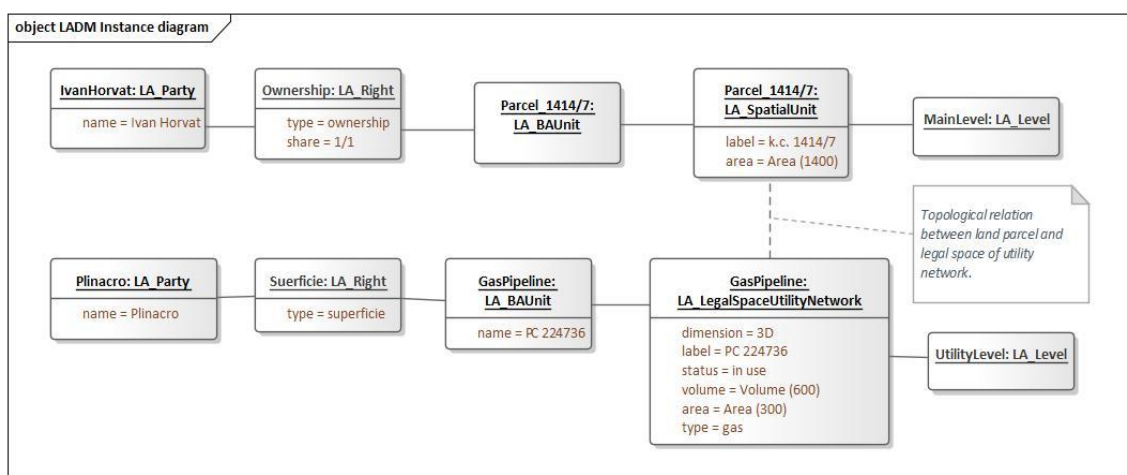 object LADM Instance diagram
IvanHorvat: LA_Party
name = Ivan Horvat
Ownership: LA_Right
type = ownership
share = 1/1
Parcel_1414/7:
LA_BAUnit
Parcel_1414/7:
LA_SpatialUnit
label = k.c. 1414/7
area = Area (1400)
MainLevel: LA_Level
Topological relation
between land parcel and
legal space of utility
network.
Plinacro: LA_Party
name = Plinacro
Suerficie: LA_Right
type = superficie
GasPipeline:
LA_BAUnit
name = PC 224736
GasPipeline:
LA_LegalSpaceUtilityNetwork
dimension = 3D
label = PC 224736
status = in use
volume = Volume (600)
area = Area (300)
type = gas
UtilityLevel: LA_Level